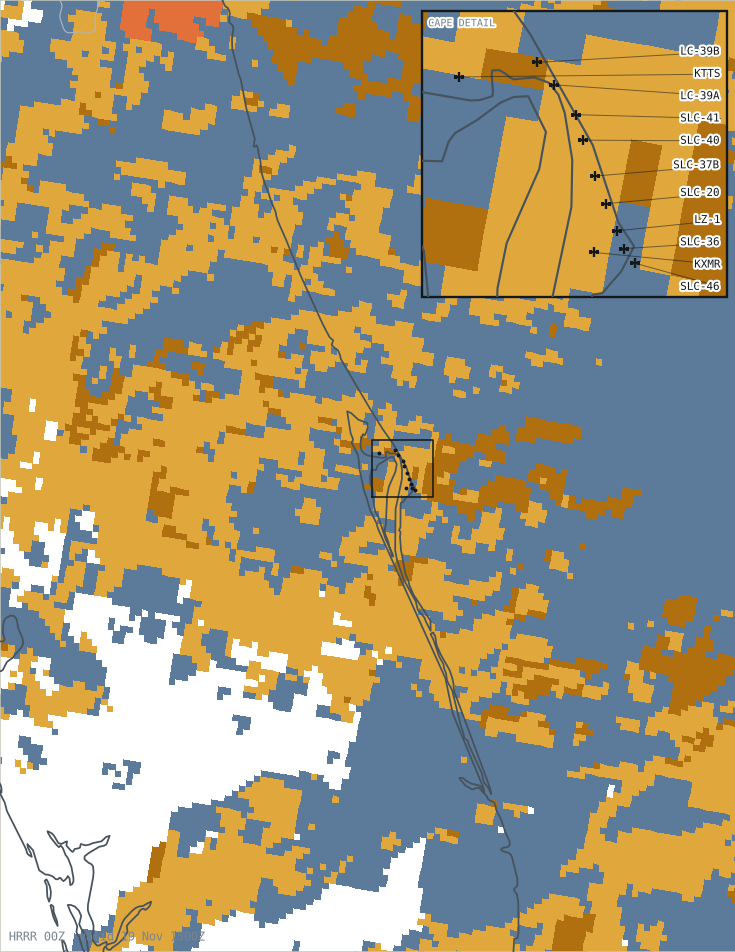 CAPE DETAIL
LC-39B
KTTS
LC-39A
SLC-41
SLC-40
SLC-37B
SLC-20
LZ-1
SLC-36
KXMR
SLC-46
HRRR 00Z Nov